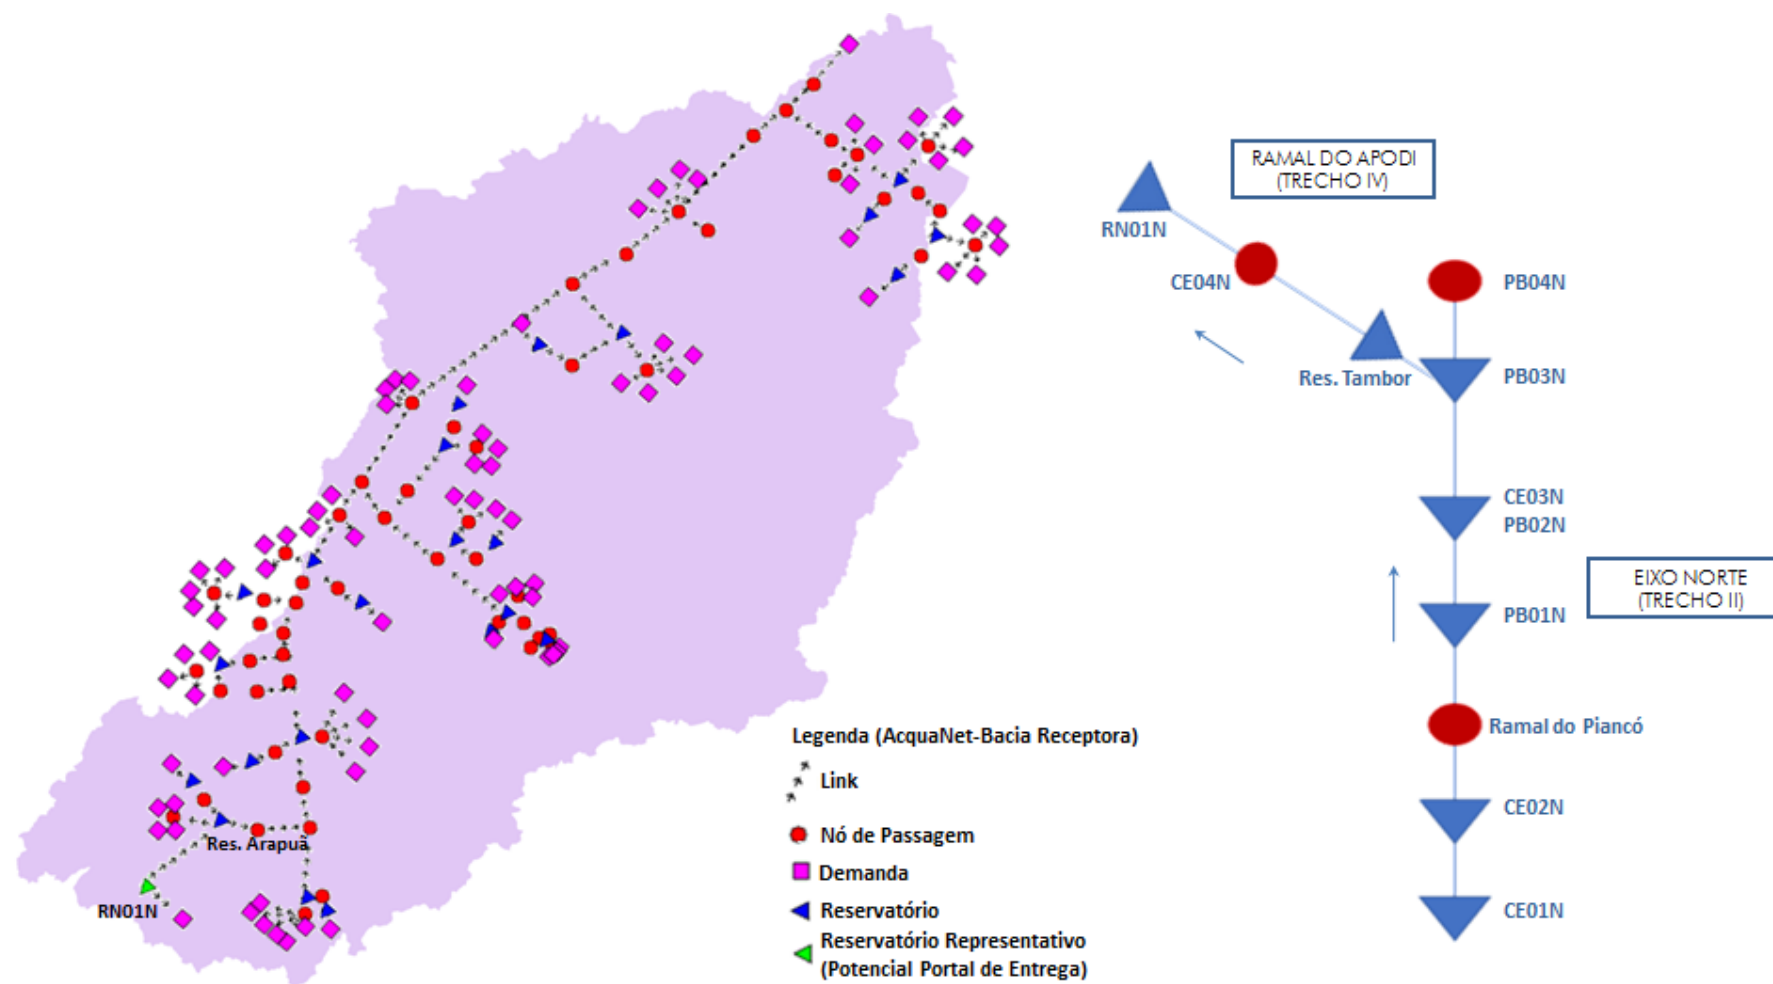 Res. Arapuã
RN01N
Legenda (AcquaNet-Bacia Receptora)
Link
Nó de Passagem
Demanda
Reservatório
Reservatório Representativo
(Potencial Portal de Entrega)
RAMAL DO APODI
(TRECHO IV)
RN01N
CE04N
Res. Tambor
PB04N
PB03N
CE03N
PB02N
EIXO NORTE
(TRECHO II)
PB01N
Ramal do Piancó
CE02N
CE01N